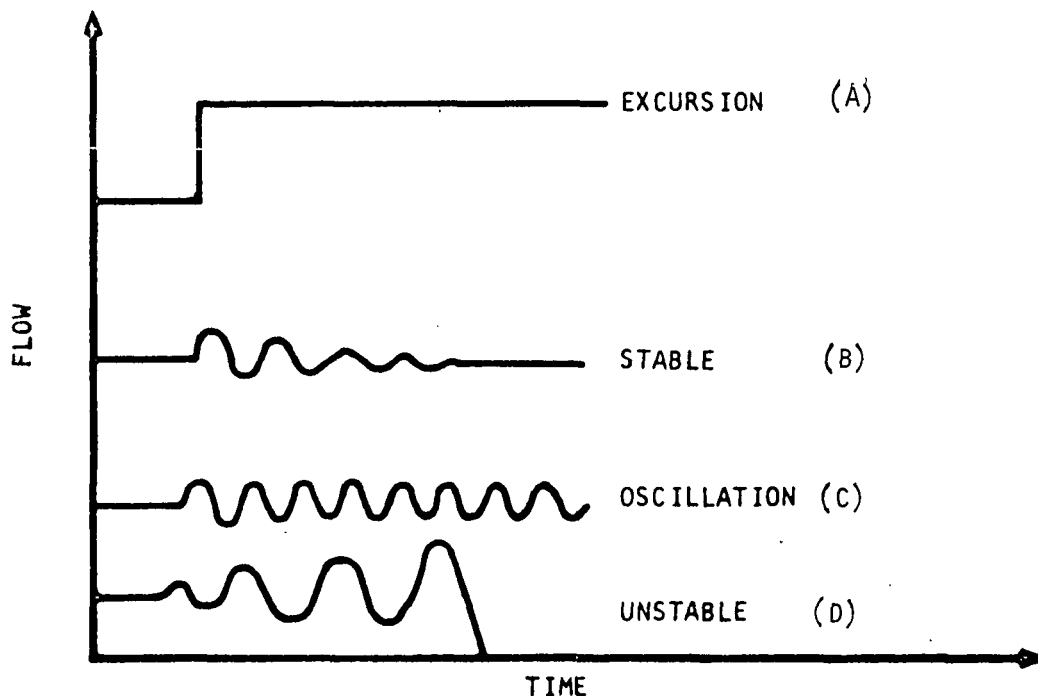 EXCURSION (A)
FLOW
STABLE (B)
OSCILLATION (C)
UNSTABLE (D)
TIME